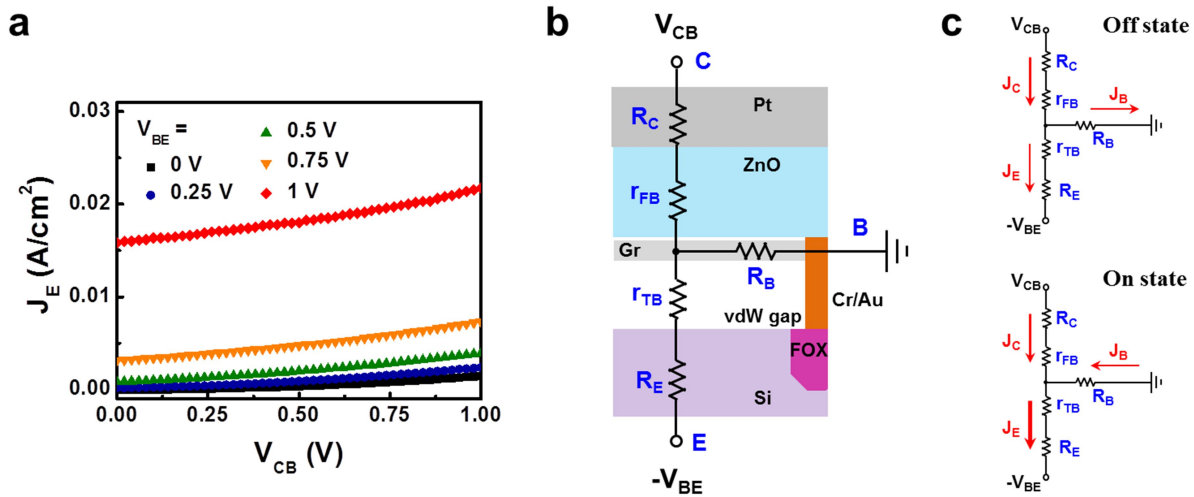 a
0.03
0.02
0.01
0.00
J_E (A/cm²)
V_BE =
0 V
0.25 V
0.5 V
0.75 V
1 V
0.00 0.25 0.50 0.75 1.00
V_CB (V)
b
V_CB
C
R_C
Pt
ZnO
r_FB
B
Gr
R_B
r_TB
vdW gap
Cr/Au
FOX
R_E
Si
E
-V_BE
c
Off state
V_CB
R_C
J_C
r_FB
J_B
R_B
r_TB
J_E
R_E
-V_BE
On state
V_CB
R_C
J_C
r_FB
J_B
R_B
r_TB
J_E
R_E
-V_BE